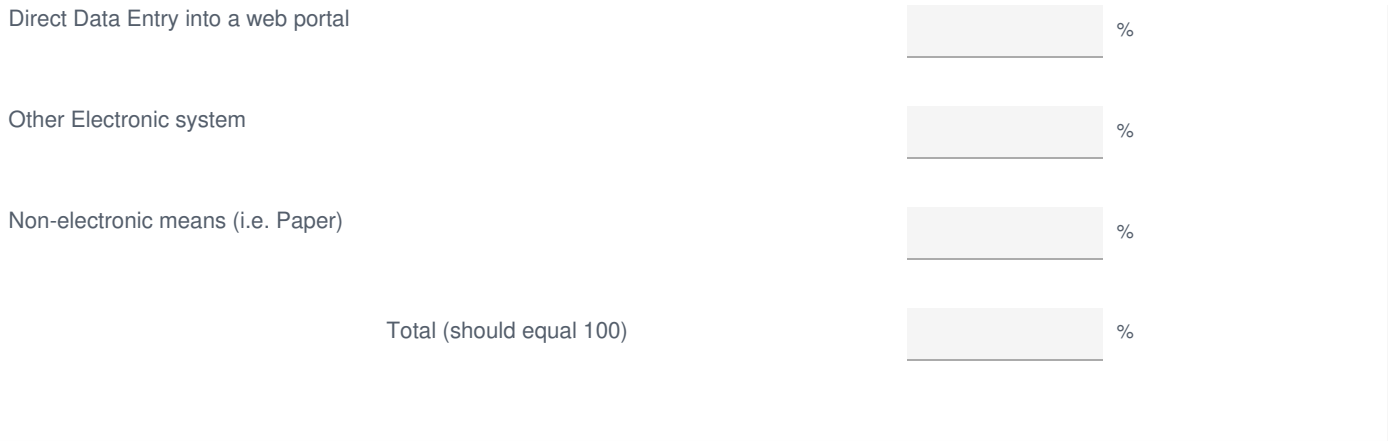 Direct Data Entry into a web portal %
Other Electronic system %
Non-electronic means (i.e. Paper) %
Total (should equal 100) %